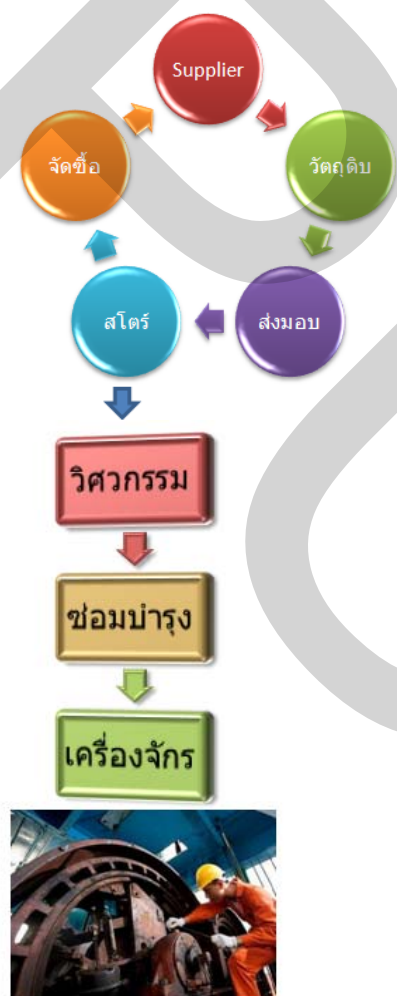 Supplier
จัดซื้อ
วัตถุดิบ
สโตร์
ส่งมอบ
วิศวกรรม
ซ่อมบำรุง
เครื่องจักร